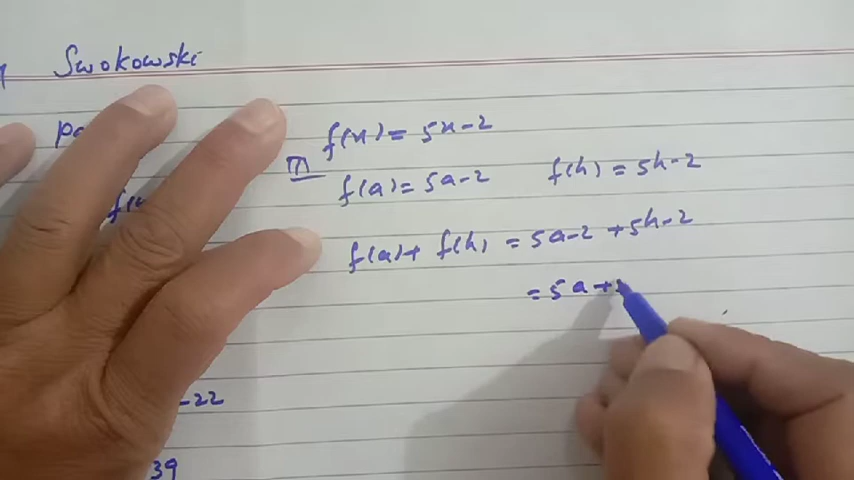 Swokowski
f(x) = 5x-2
f(a) = 5a-2 f(h) = 5h-2
f(a) + f(h) = 5a-2 +5h-2
= 5a+
-22
39